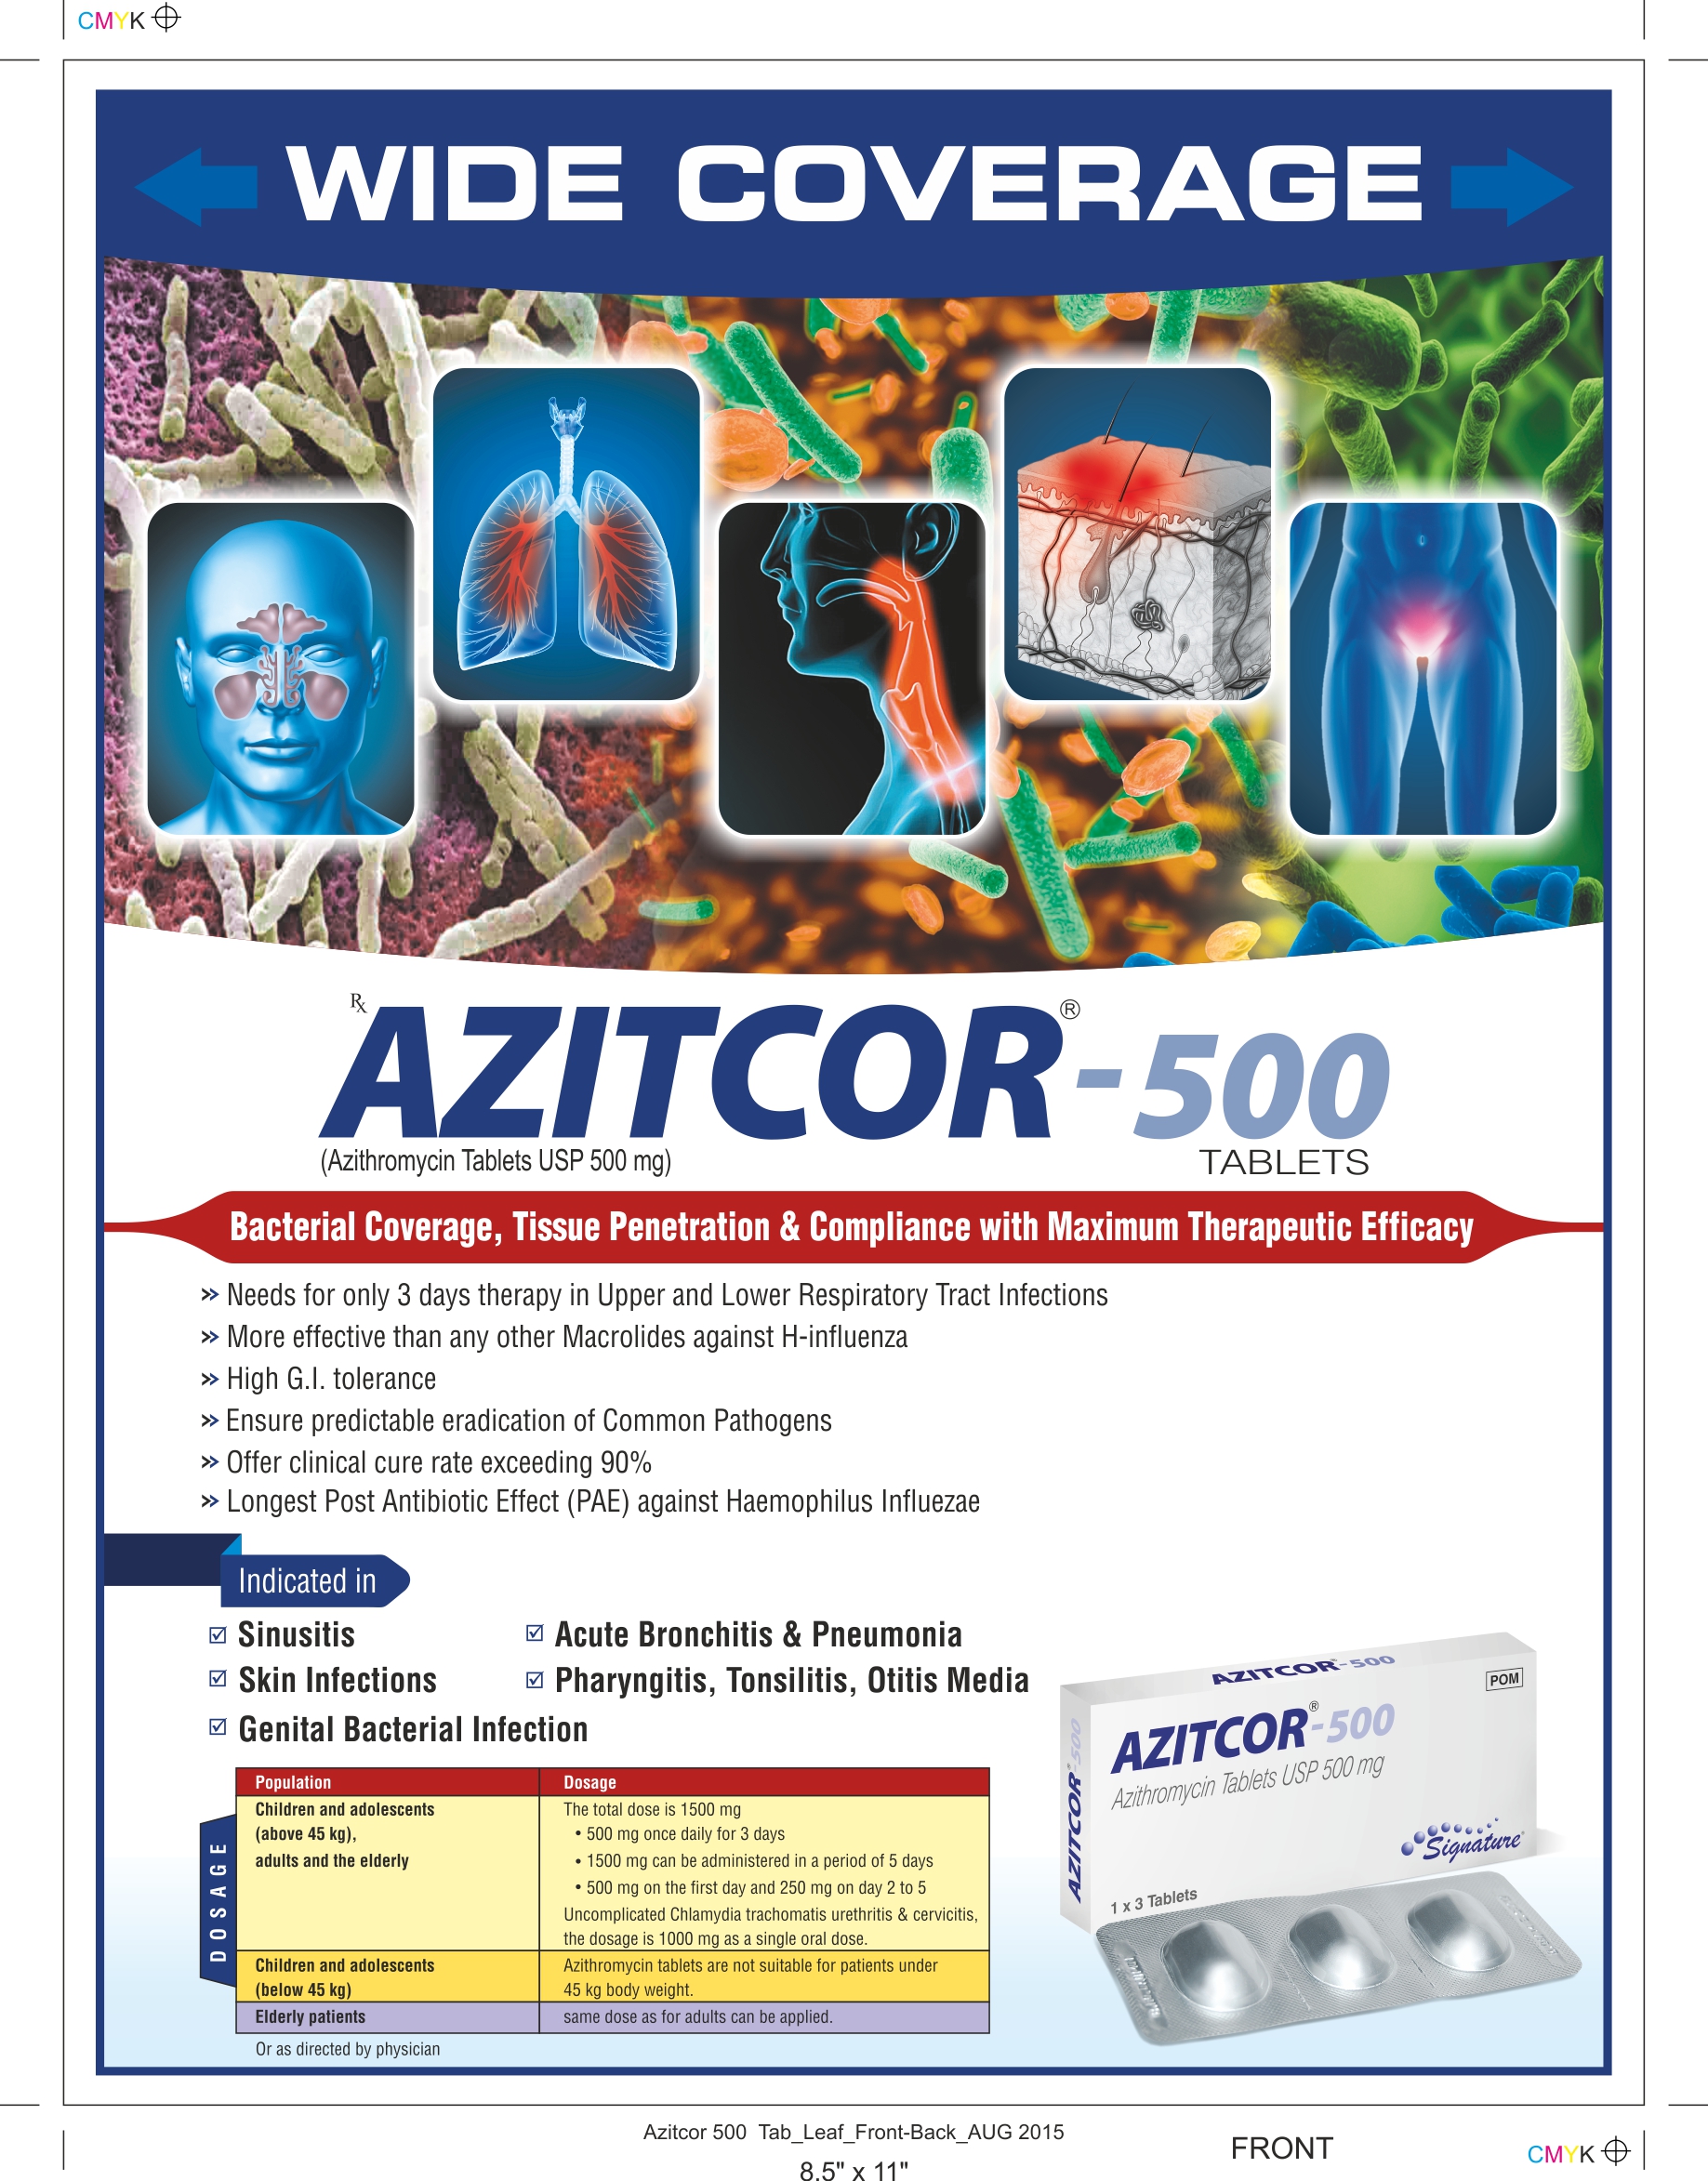 CMYK
WIDE COVERAGE
Rx
AZITCOR®-500
(Azithromycin Tablets USP 500 mg)
TABLETS
Bacterial Coverage, Tissue Penetration & Compliance with Maximum Therapeutic Efficacy
» Needs for only 3 days therapy in Upper and Lower Respiratory Tract Infections
» More effective than any other Macrolides against H-influenza
» High G.I. tolerance
» Ensure predictable eradication of Common Pathogens
» Offer clinical cure rate exceeding 90%
» Longest Post Antibiotic Effect (PAE) against Haemophilus Influezae
Indicated in
☑ Sinusitis
☑ Acute Bronchitis & Pneumonia
☑ Skin Infections
☑ Pharyngitis, Tonsilitis, Otitis Media
☑ Genital Bacterial Infection
DOSAGE
Population
Dosage
Children and adolescents
(above 45 kg),
adults and the elderly
The total dose is 1500 mg
• 500 mg once daily for 3 days
• 1500 mg can be administered in a period of 5 days
• 500 mg on the first day and 250 mg on day 2 to 5
Uncomplicated Chlamydia trachomatis urethritis & cervicitis,
the dosage is 1000 mg as a single oral dose.
Children and adolescents
(below 45 kg)
Azithromycin tablets are not suitable for patients under
45 kg body weight.
Elderly patients
same dose as for adults can be applied.
Or as directed by physician
AZITCOR®-500
POM
AZITCOR®-500
Azithromycin Tablets USP 500 mg
AZITCOR®-500
Signature
1 x 3 Tablets
Azitcor 500 Tab_Leaf_Front-Back_AUG 2015
8.5" x 11"
FRONT
CMYK